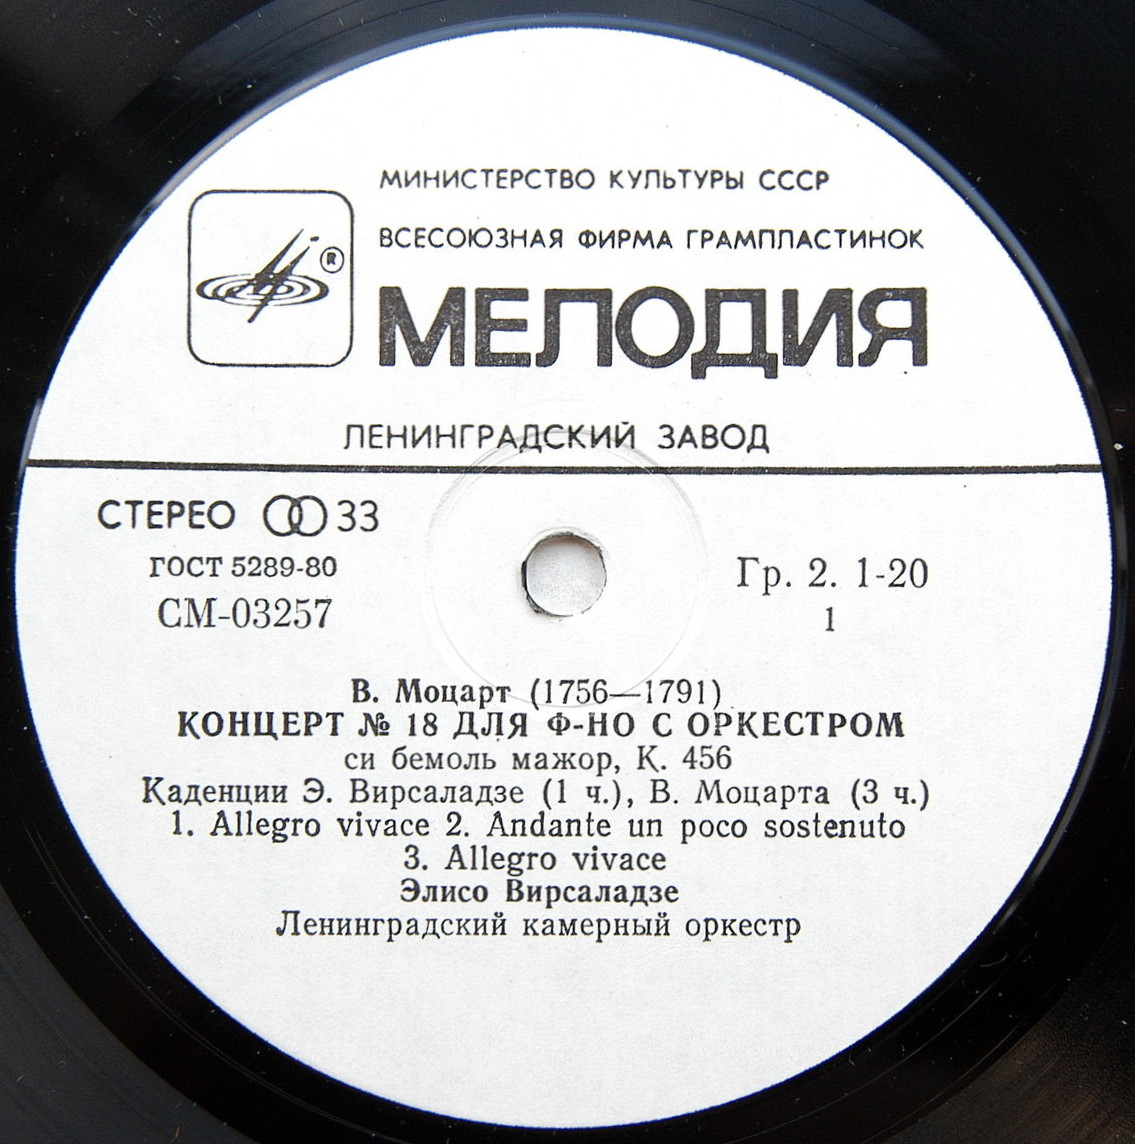 МИНИСТЕРСТВО КУЛЬТУРЫ СССР
ВСЕСОЮЗНАЯ ФИРМА ГРАМПЛАСТИНОК
®
МЕЛОДИЯ
ЛЕНИНГРАДСКИЙ ЗАВОД
СТЕРЕО 33
ГОСТ 5289-80
СМ-03257
Гр. 2. 1-20
1
В. Моцарт (1756—1791)
КОНЦЕРТ № 18 ДЛЯ Ф-НО С ОРКЕСТРОМ
си бемоль мажор, К. 456
Каденции Э. Вирсаладзе (1 ч.), В. Моцарта (3 ч.)
1. Allegro vivace 2. Andante un poco sostenuto
3. Allegro vivace
Элисо Вирсаладзе
Ленинградский камерный оркестр